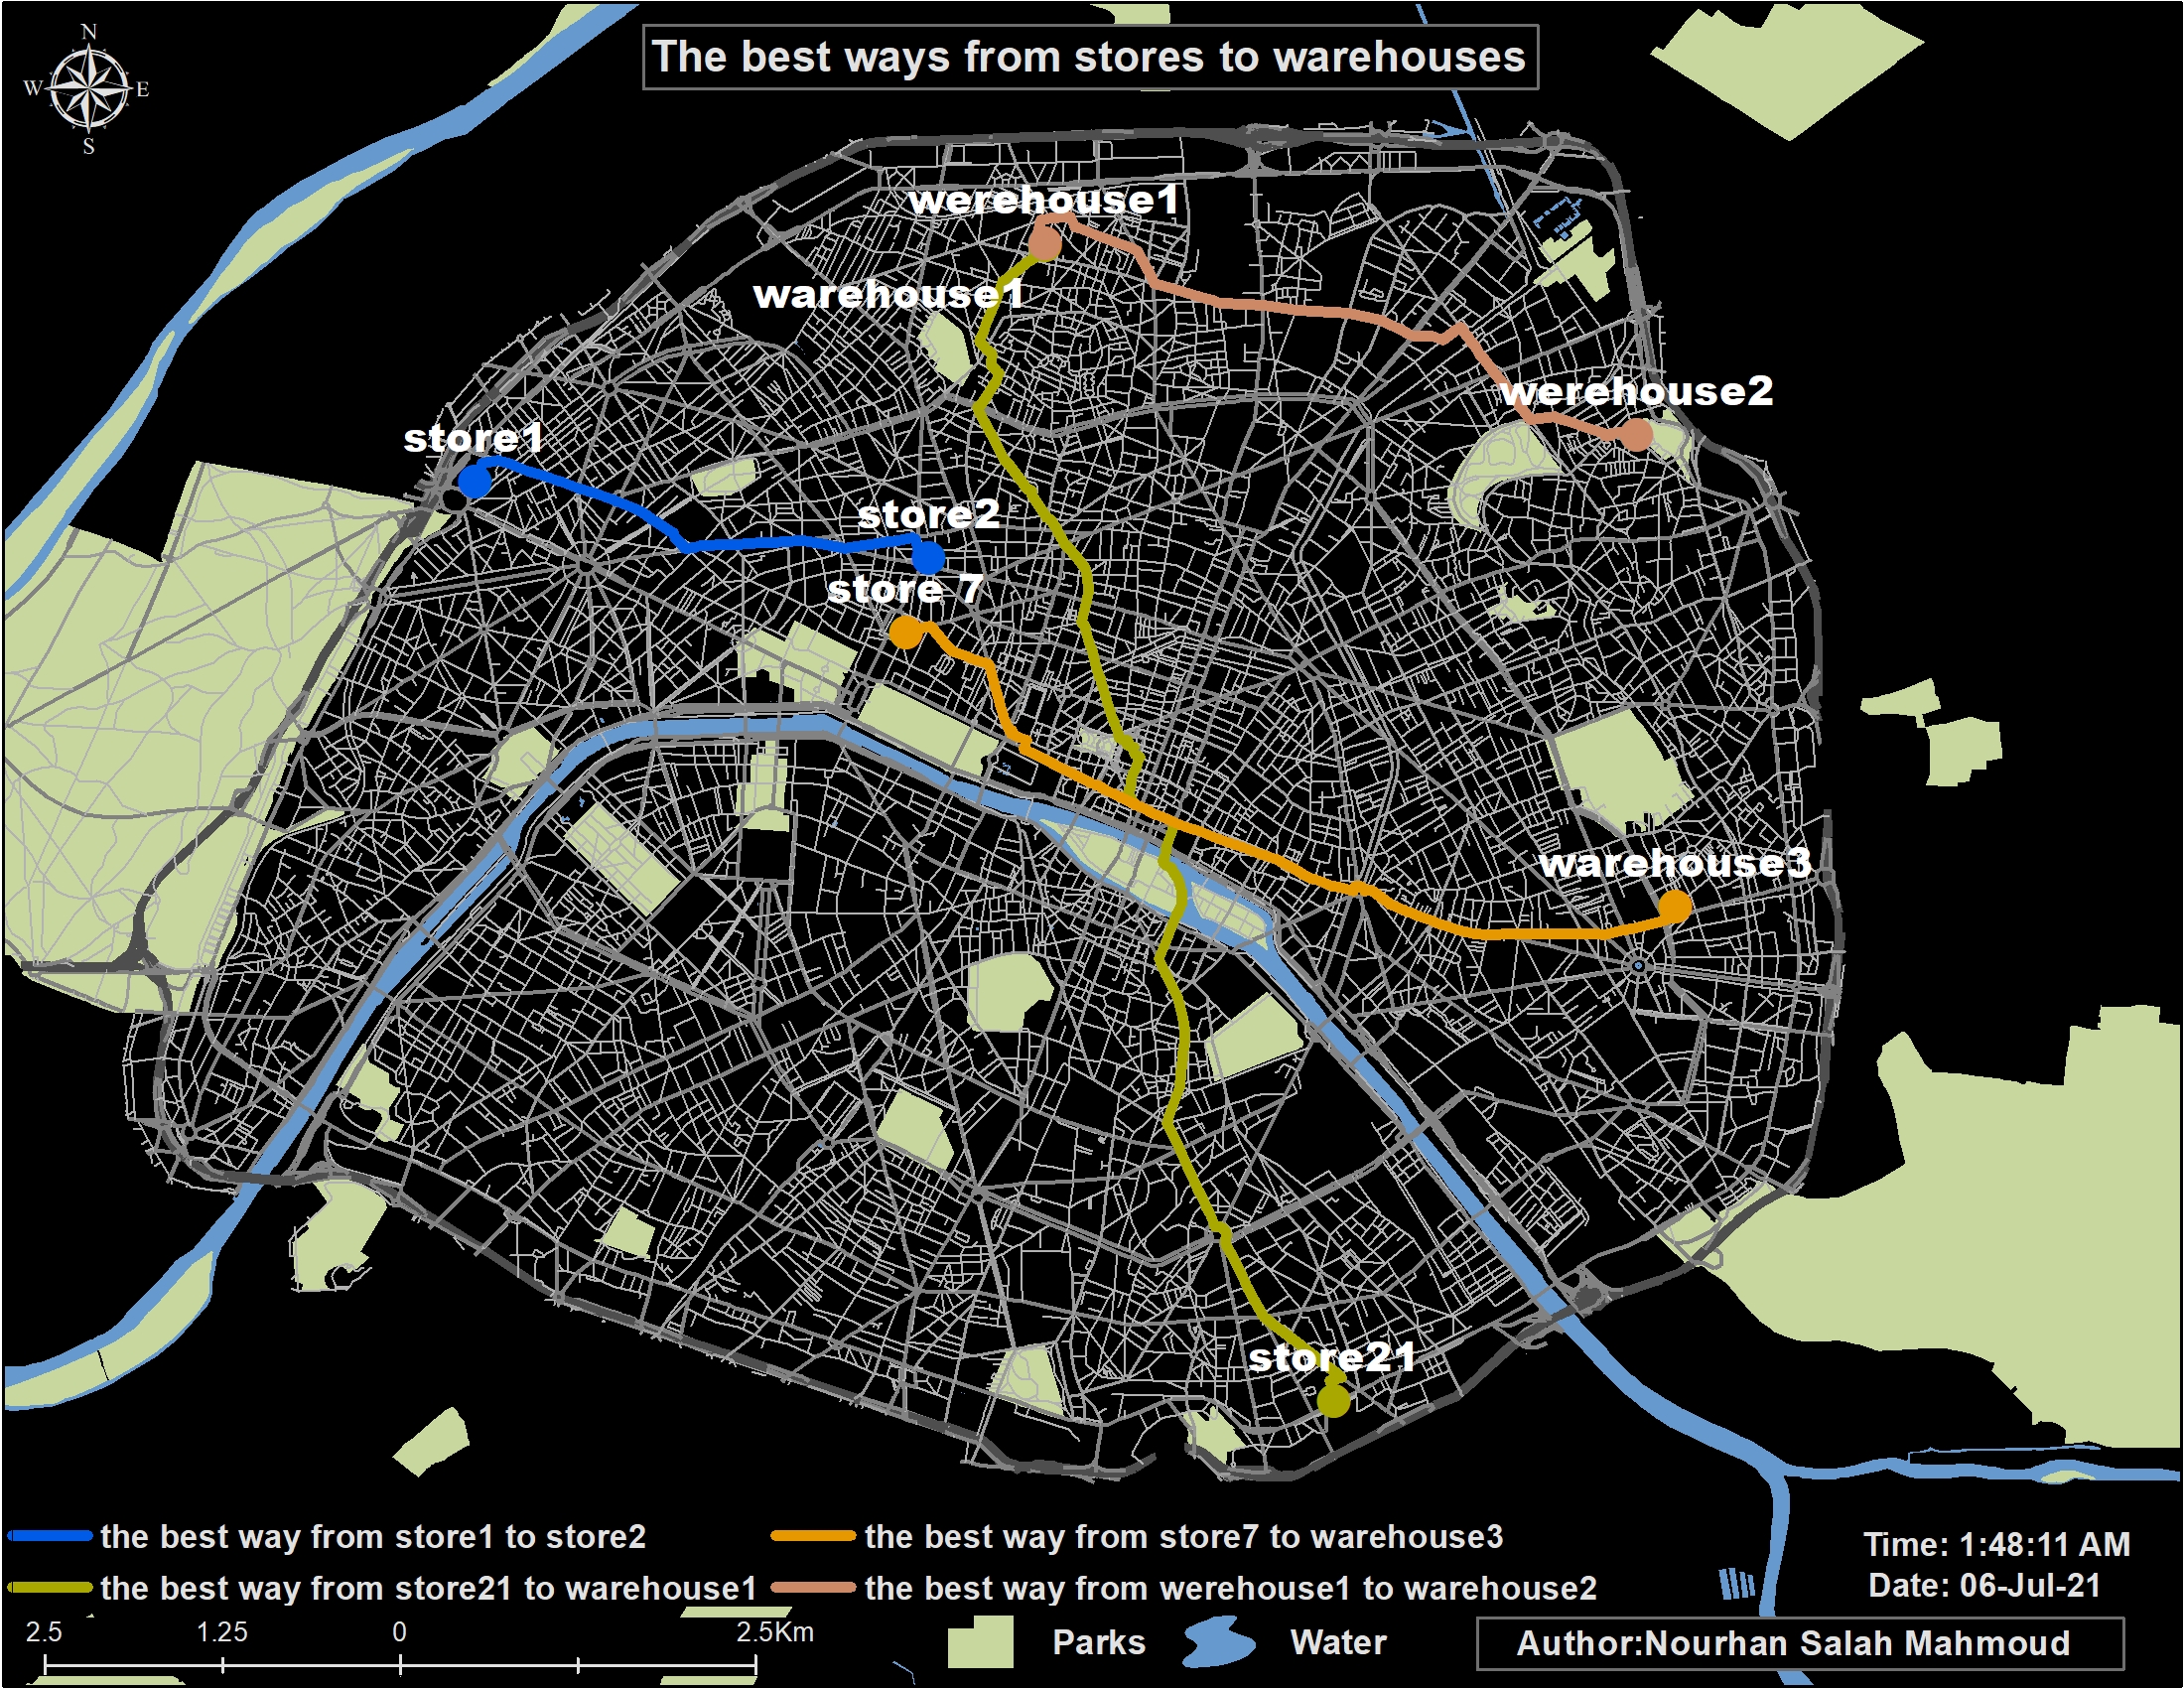 N
The best ways from stores to warehouses
W E
S
werehouse1
warehouse1
werehouse2
store1
store2
store 7
warehouse3
store21
the best way from store1 to store2
the best way from store7 to warehouse3
Time: 1:48:11 AM
the best way from store21 to warehouse1
the best way from werehouse1 to warehouse2
Date: 06-Jul-21
2.5 1.25 0 2.5Km
Parks
Water
Author:Nourhan Salah Mahmoud